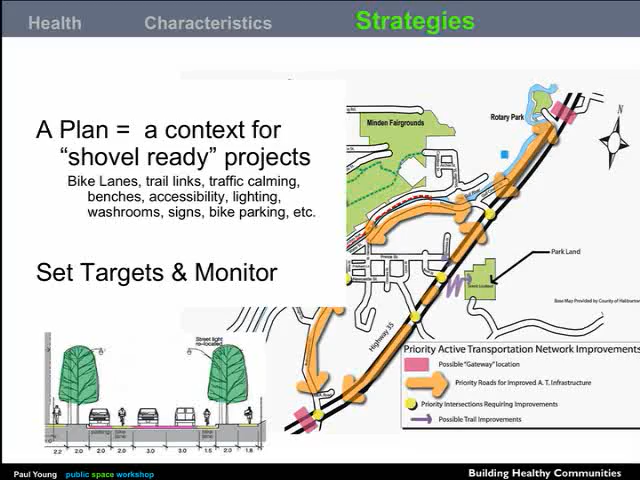 Health Characteristics Strategies
A Plan = a context for
“shovel ready” projects
Bike Lanes, trail links, traffic calming,
benches, accessibility, lighting,
washrooms, signs, bike parking, etc.
Set Targets & Monitor
Minden Fairgrounds
Rotary Park
N
Park Land
Base Map Provided by County of Haliburton
Highway 35
Priority Active Transportation Network Improvements
Possible “Gateway” Location
Priority Roads for Improved A. T. Infrastructure
Priority Intersections Requiring Improvements
Possible Trail Improvements
Street light
re-located
2.2 2.0 2.0 2.0 3.0 3.0 2.0 1.8
Paul Young public space workshop
Building Healthy Communities